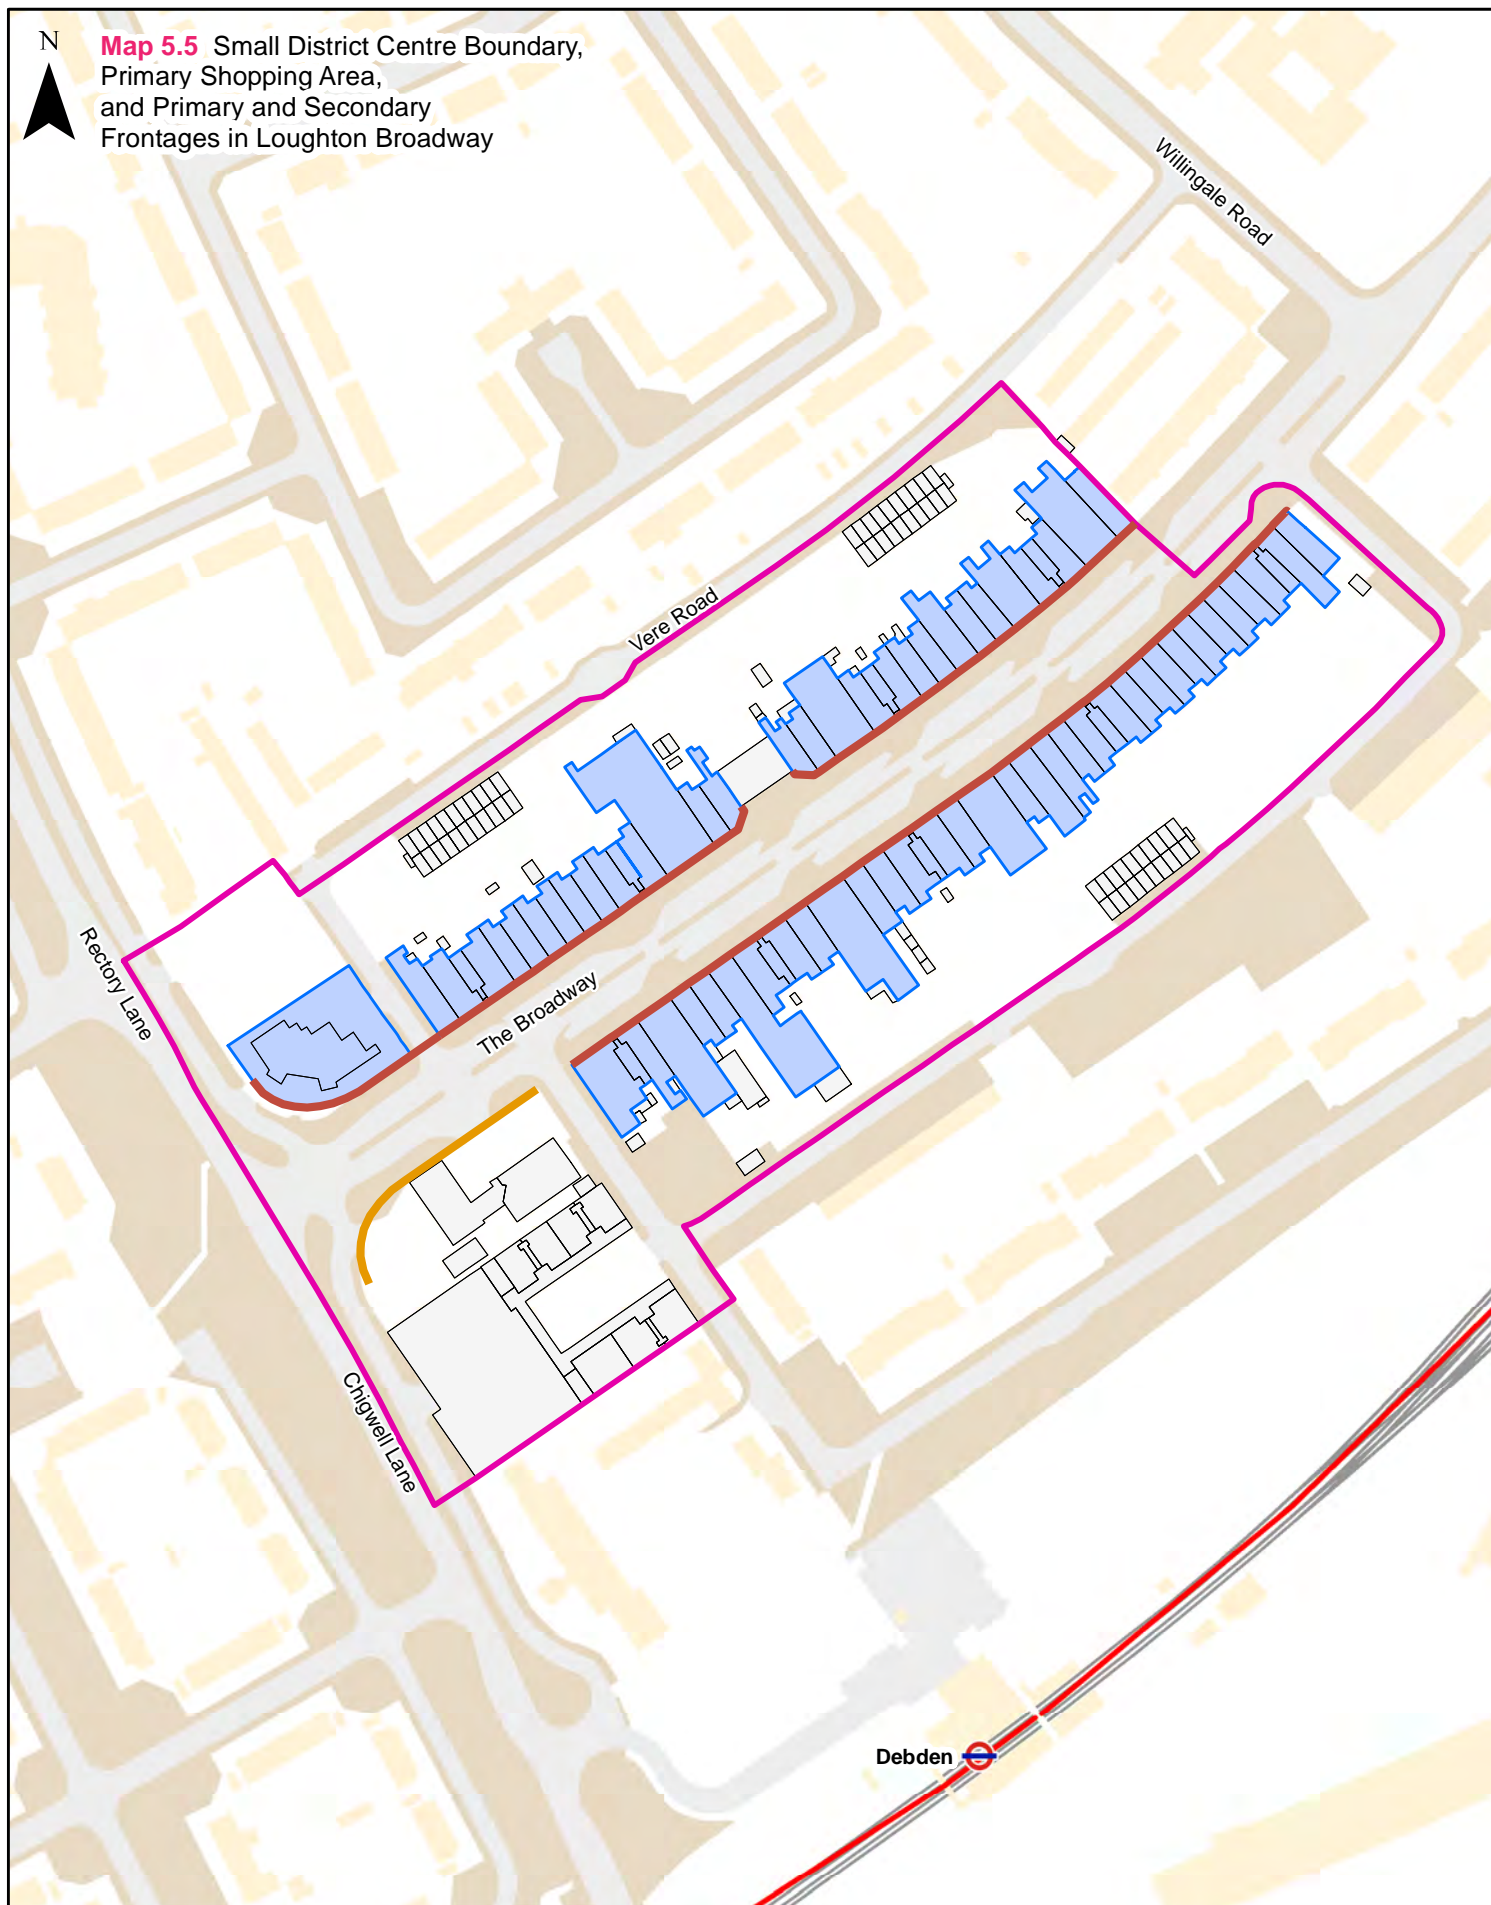 N
Map 5.5 Small District Centre Boundary,
Primary Shopping Area,
and Primary and Secondary
Frontages in Loughton Broadway
Willingale Road
Vere Road
Rectory Lane
The Broadway
Chigwell Lane
Debden